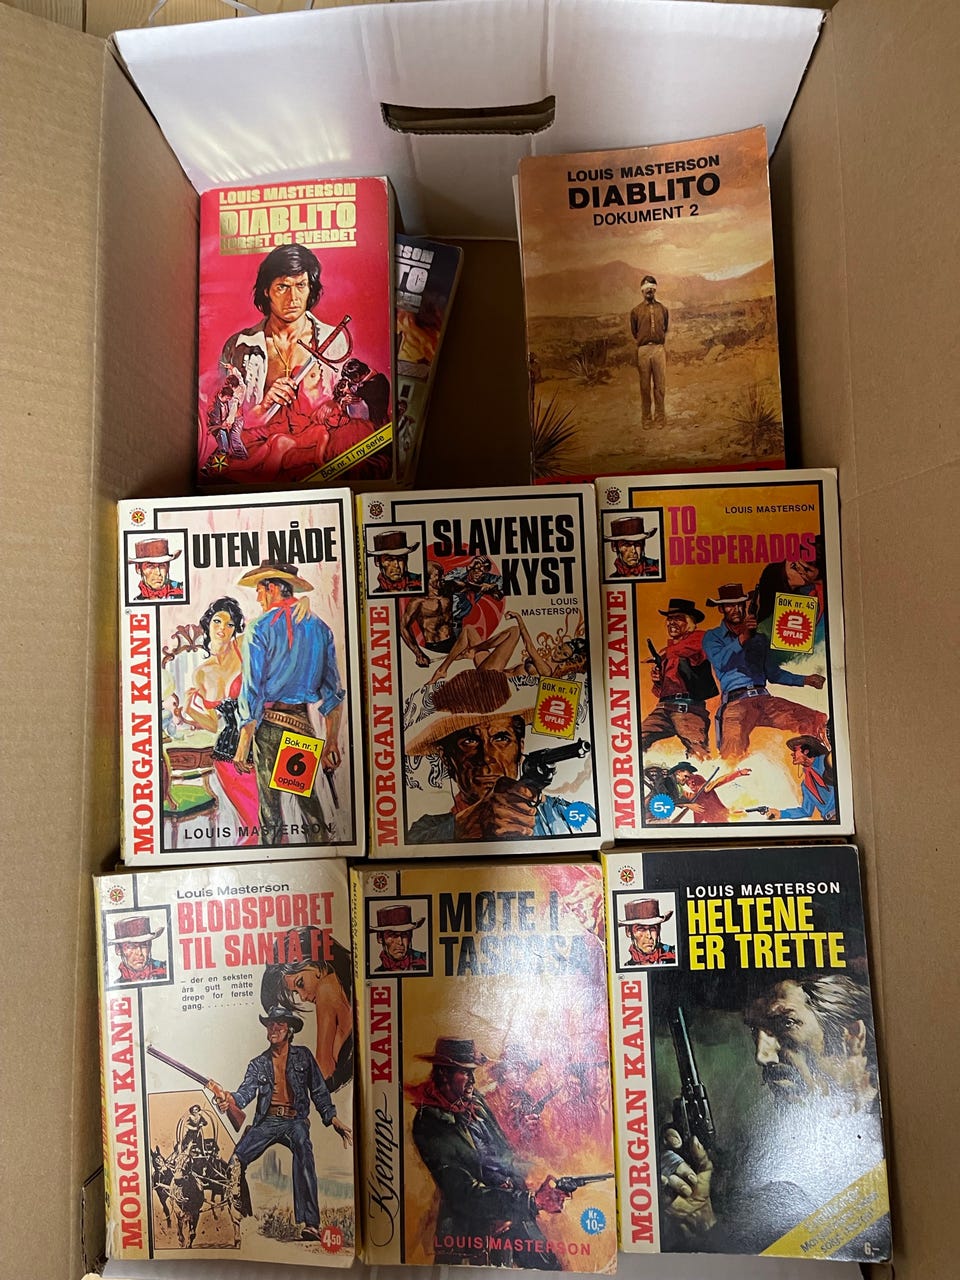 LOUIS MASTERSON
DIABLITO
KORSET OG SVERDET
Bok nr. 1 i ny serie...
LOUIS MASTERSON
DIABLITO
DOKUMENT 2
UTEN NÅDE
MORGAN KANE
Bok nr. 1
6
opplag
LOUIS MASTERSON
SLAVENES
KYST
LOUIS
MASTERSON
MORGAN KANE
BOK nr. 47
2
OPPLAG
5,-
LOUIS MASTERSON
TO
DESPERADOS
MORGAN KANE
BOK nr. 45
2
OPPLAG
5,-
Louis Masterson
BLODSPORET
TIL SANTA FE
– der en seksten
års gutt måtte
drepe for første
gang. . . . . . . . .
MORGAN KANE
4.50
MØTE I
TASCOSA
MORGAN KANE
Kjempe
Kr.
10,-
LOUIS MASTERSON
LOUIS MASTERSON
HELTENE
ER TRETTE
MORGAN KANE
6,-